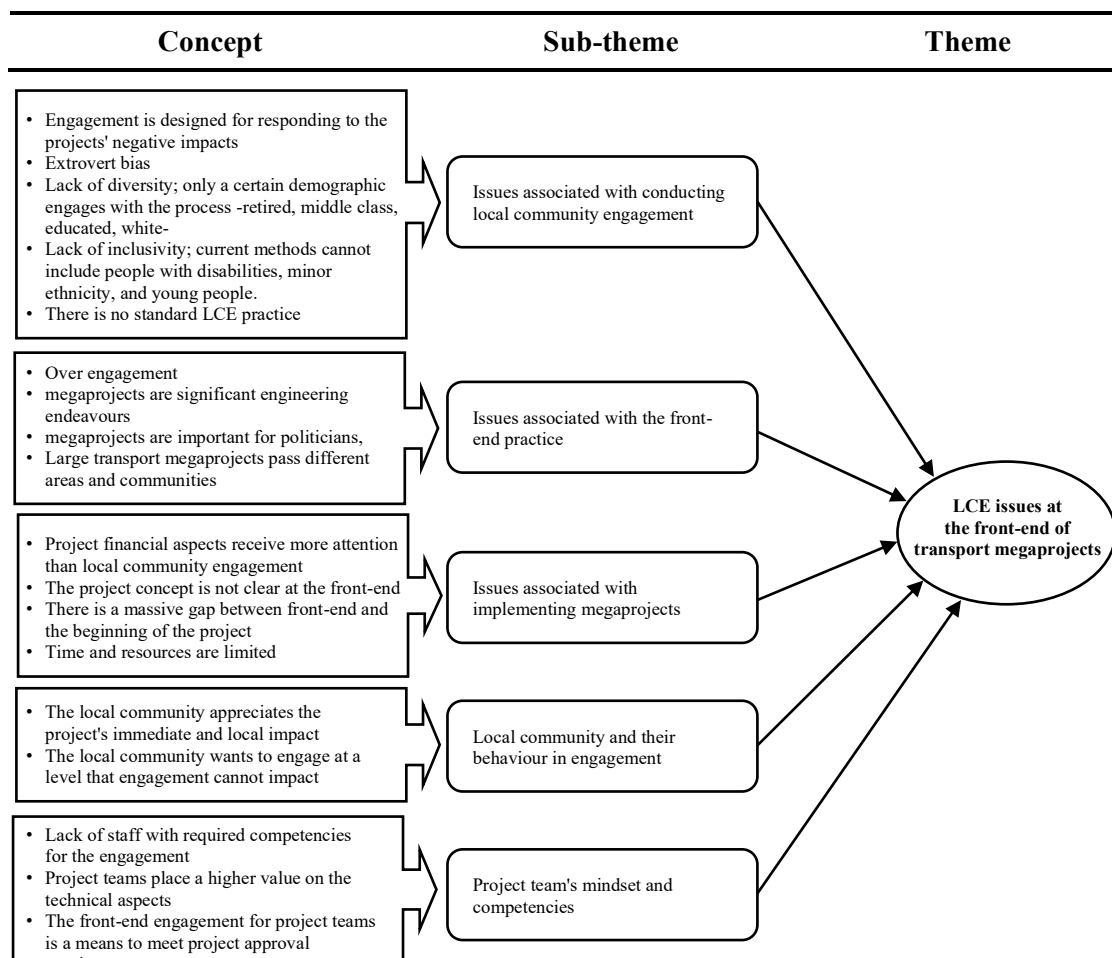 Concept Sub-theme Theme
• Engagement is designed for responding to the
projects' negative impacts
• Extrovert bias
• Lack of diversity; only a certain demographic
engages with the process -retired, middle class,
educated, white-
• Lack of inclusivity; current methods cannot
include people with disabilities, minor
ethnicity, and young people.
• There is no standard LCE practice
Issues associated with conducting
local community engagement
• Over engagement
• megaprojects are significant engineering
endeavours
• megaprojects are important for politicians,
• Large transport megaprojects pass different
areas and communities
Issues associated with the front-
end practice
• Project financial aspects receive more attention
than local community engagement
• The project concept is not clear at the front-end
• There is a massive gap between front-end and
the beginning of the project
• Time and resources are limited
Issues associated with
implementing megaprojects
• The local community appreciates the
project's immediate and local impact
• The local community wants to engage at a
level that engagement cannot impact
Local community and their
behaviour in engagement
• Lack of staff with required competencies
for the engagement
• Project teams place a higher value on the
technical aspects
• The front-end engagement for project teams
is a means to meet project approval
Project team's mindset and
competencies
LCE issues at
the front-end of
transport megaprojects